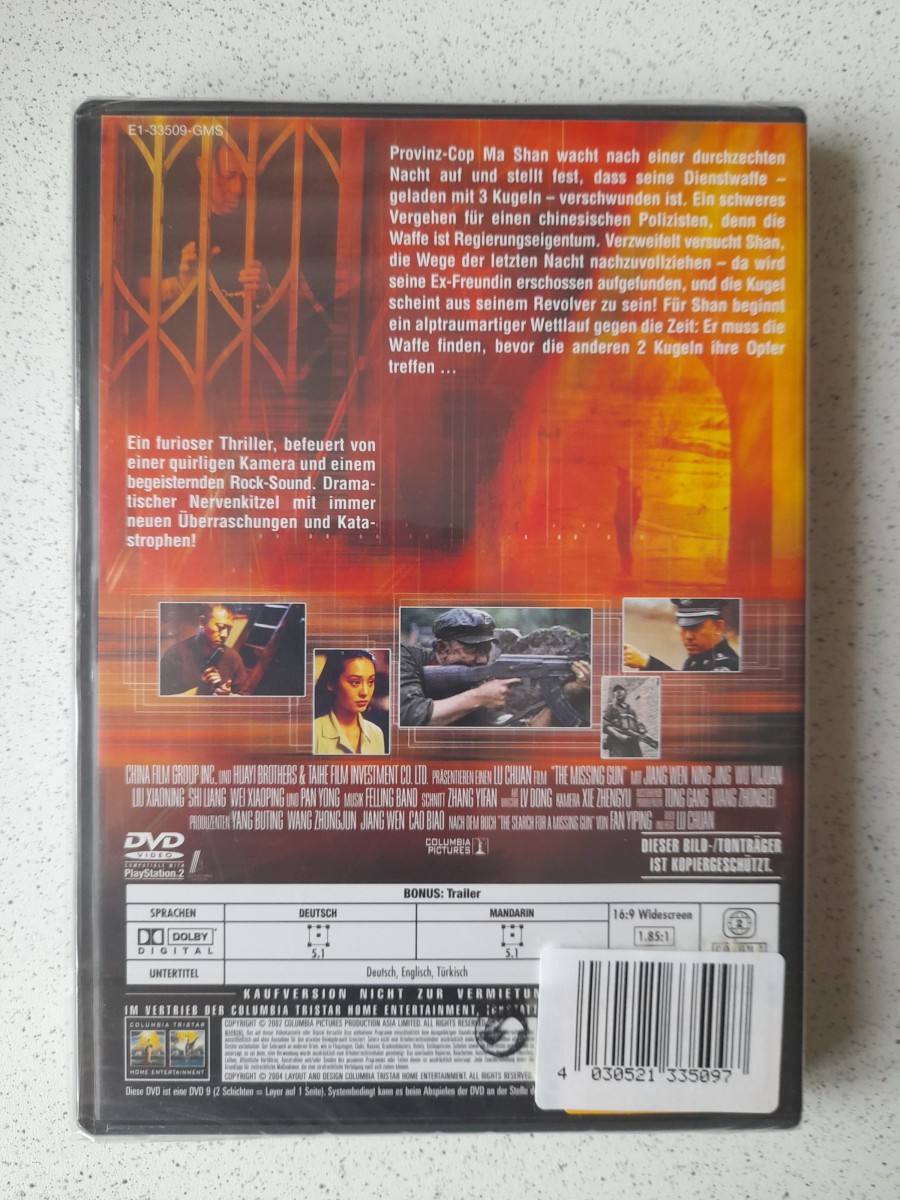 E1-33509-GMS
Provinz-Cop Ma Shan wacht nach einer durchzechten
Nacht auf und stellt fest, dass seine Dienstwaffe –
geladen mit 3 Kugeln – verschwunden ist. Ein schweres
Vergehen für einen chinesischen Polizisten, denn die
Waffe ist Regierungseigentum. Verzweifelt versucht Shan,
die Wege der letzten Nacht nachzuvollziehen – da wird
seine Ex-Freundin erschossen aufgefunden, und die Kugel
scheint aus seinem Revolver zu sein! Für Shan beginnt
ein alptraumartiger Wettlauf gegen die Zeit: Er muss die
Waffe finden, bevor die anderen 2 Kugeln ihre Opfer
treffen ...
Ein furioser Thriller, befeuert von
einer quirligen Kamera und einem
begeisternden Rock-Sound. Drama-
tischer Nervenkitzel mit immer
neuen Überraschungen und Kata-
strophen!
CHINA FILM GROUP INC. UND HUAYI BROTHERS & TAIHE FILM INVESTMENT CO. LTD. PRÄSENTIEREN EINEN LU CHUAN FILM "THE MISSING GUN" MIT JIANG WEN NING JING WU YUJUAN
LIU XIAONING SHI LIANG WEI XIAOPING UND PAN YONG MUSIK FELLING BAND SCHNITT ZHANG YIFAN ART DIRECTOR LV DONG KAMERA XIE ZHENGYU TONG GANG WANG ZHONGLEI
PRODUZENTEN YANG BUTING WANG ZHONGJUN JIANG WEN CAO BIAO NACH DEM BUCH "THE SEARCH FOR A MISSING GUN" VON FAN YIPING LU CHUAN
DVD
VIDEO
COMPATIBLE WITH
PlayStation.2
COLUMBIA
PICTURES
DIESER BILD-/TONTRÄGER
IST KOPIERGESCHÜTZT.
BONUS: Trailer
SPRACHEN DEUTSCH MANDARIN 16:9 Widescreen
DOLBY
DIGITAL 5.1 5.1 1.85:1 2
UNTERTITEL Deutsch, Englisch, Türkisch
KAUFVERSION NICHT ZUR VERMIETUN
IM VERTRIEB DER COLUMBIA TRISTAR HOME ENTERTAINMENT,
COLUMBIA TRISTAR
HOME ENTERTAINMENT
COPYRIGHT © 2002 COLUMBIA PICTURES PRODUCTION ASIA LIMITED. ALL RIGHTS RESERVED
COPYRIGHT © 2004 LAYOUT AND DESIGN COLUMBIA TRISTAR HOME ENTERTAINMENT. ALL RIGHTS RESERVED.
Diese DVD ist eine DVD 9 (2 Schichten = Layer auf 1 Seite). Systembedingt kann es beim Abspielen der DVD an der Stelle
4 030521 335097